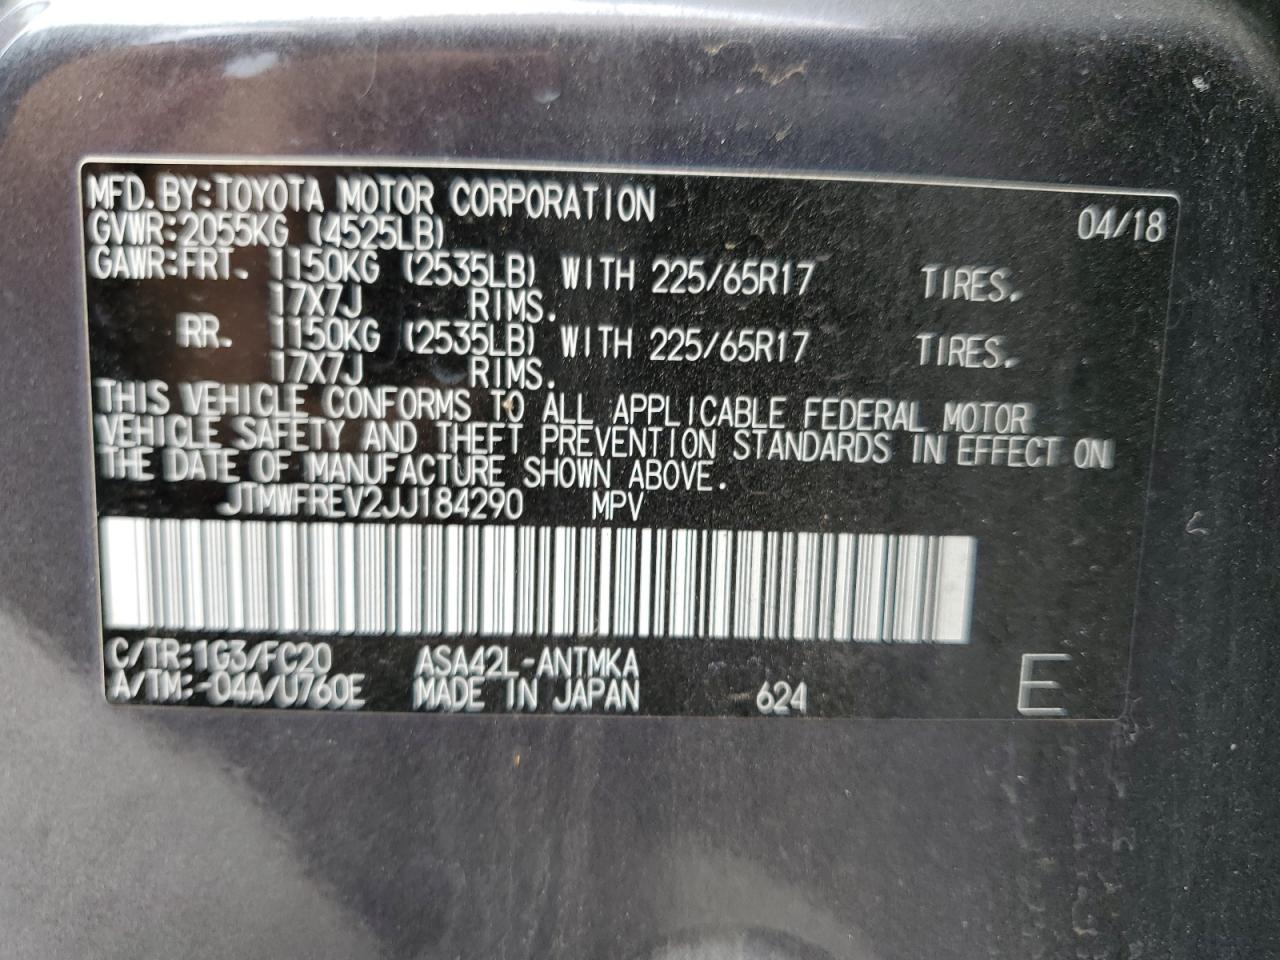 MFD.BY:TOYOTA MOTOR CORPORATION 04/18
GVWR:2055KG (4525LB)
GAWR:FRT. 1150KG (2535LB) WITH 225/65R17 TIRES.
17X7J RIMS.
RR. 1150KG (2535LB) WITH 225/65R17 TIRES.
17X7J RIMS.
THIS VEHICLE CONFORMS TO ALL APPLICABLE FEDERAL MOTOR
VEHICLE SAFETY AND THEFT PREVENTION STANDARDS IN EFFECT ON
THE DATE OF MANUFACTURE SHOWN ABOVE.
JTMWFREV2JJ184290 MPV
C/TR:1G3/FC20 ASA42L-ANTMKA
A/TM:-04A/U760E MADE IN JAPAN 624 E